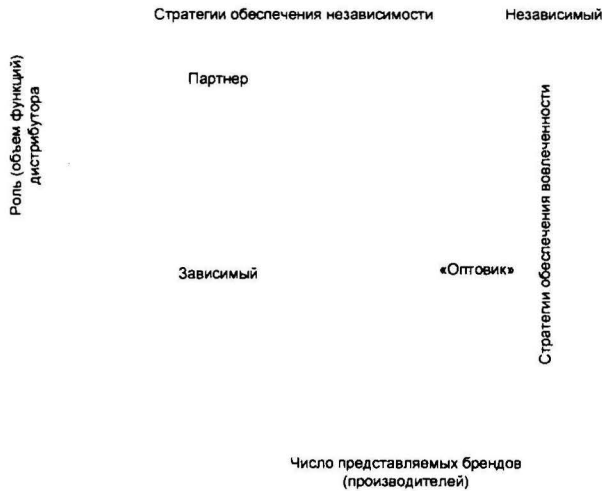 Стратегии обеспечения независимости
Независимый
Роль (объем функций)
дистрибутора
Партнер
Стратегии обеспечения вовлеченности
Зависимый
«Оптовик»
Число представляемых брендов
(производителей)